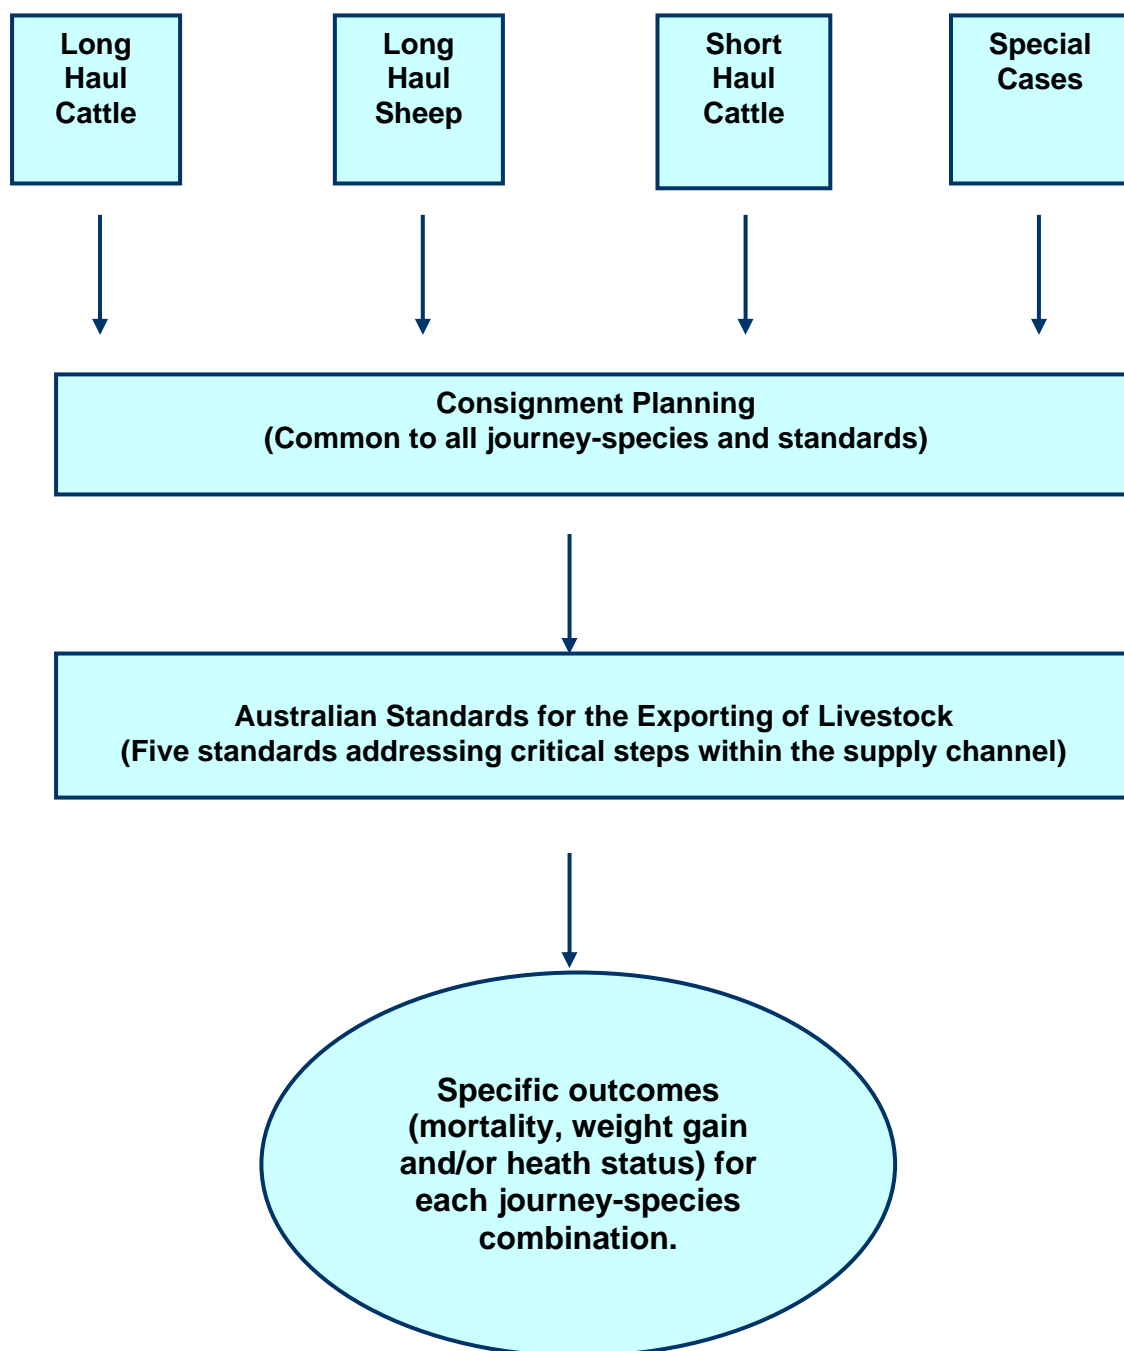 Long
Haul
Cattle
Long
Haul
Sheep
Short
Haul
Cattle
Special
Cases
Consignment Planning
(Common to all journey-species and standards)
Australian Standards for the Exporting of Livestock
(Five standards addressing critical steps within the supply channel)
Specific outcomes
(mortality, weight gain
and/or heath status) for
each journey-species
combination.